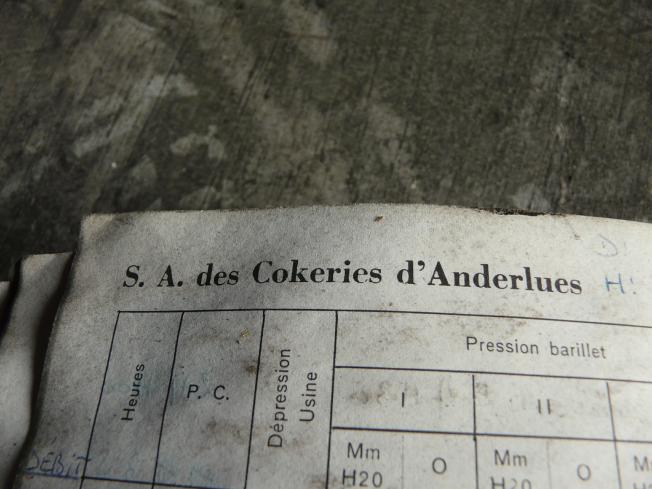 S. A. des Cokeries d'Anderlues
H
Pression barillet
Heures
P. C.
Dépression
Usine
I
II
Mm
H20
O
Mm
H20
O
DEBIT